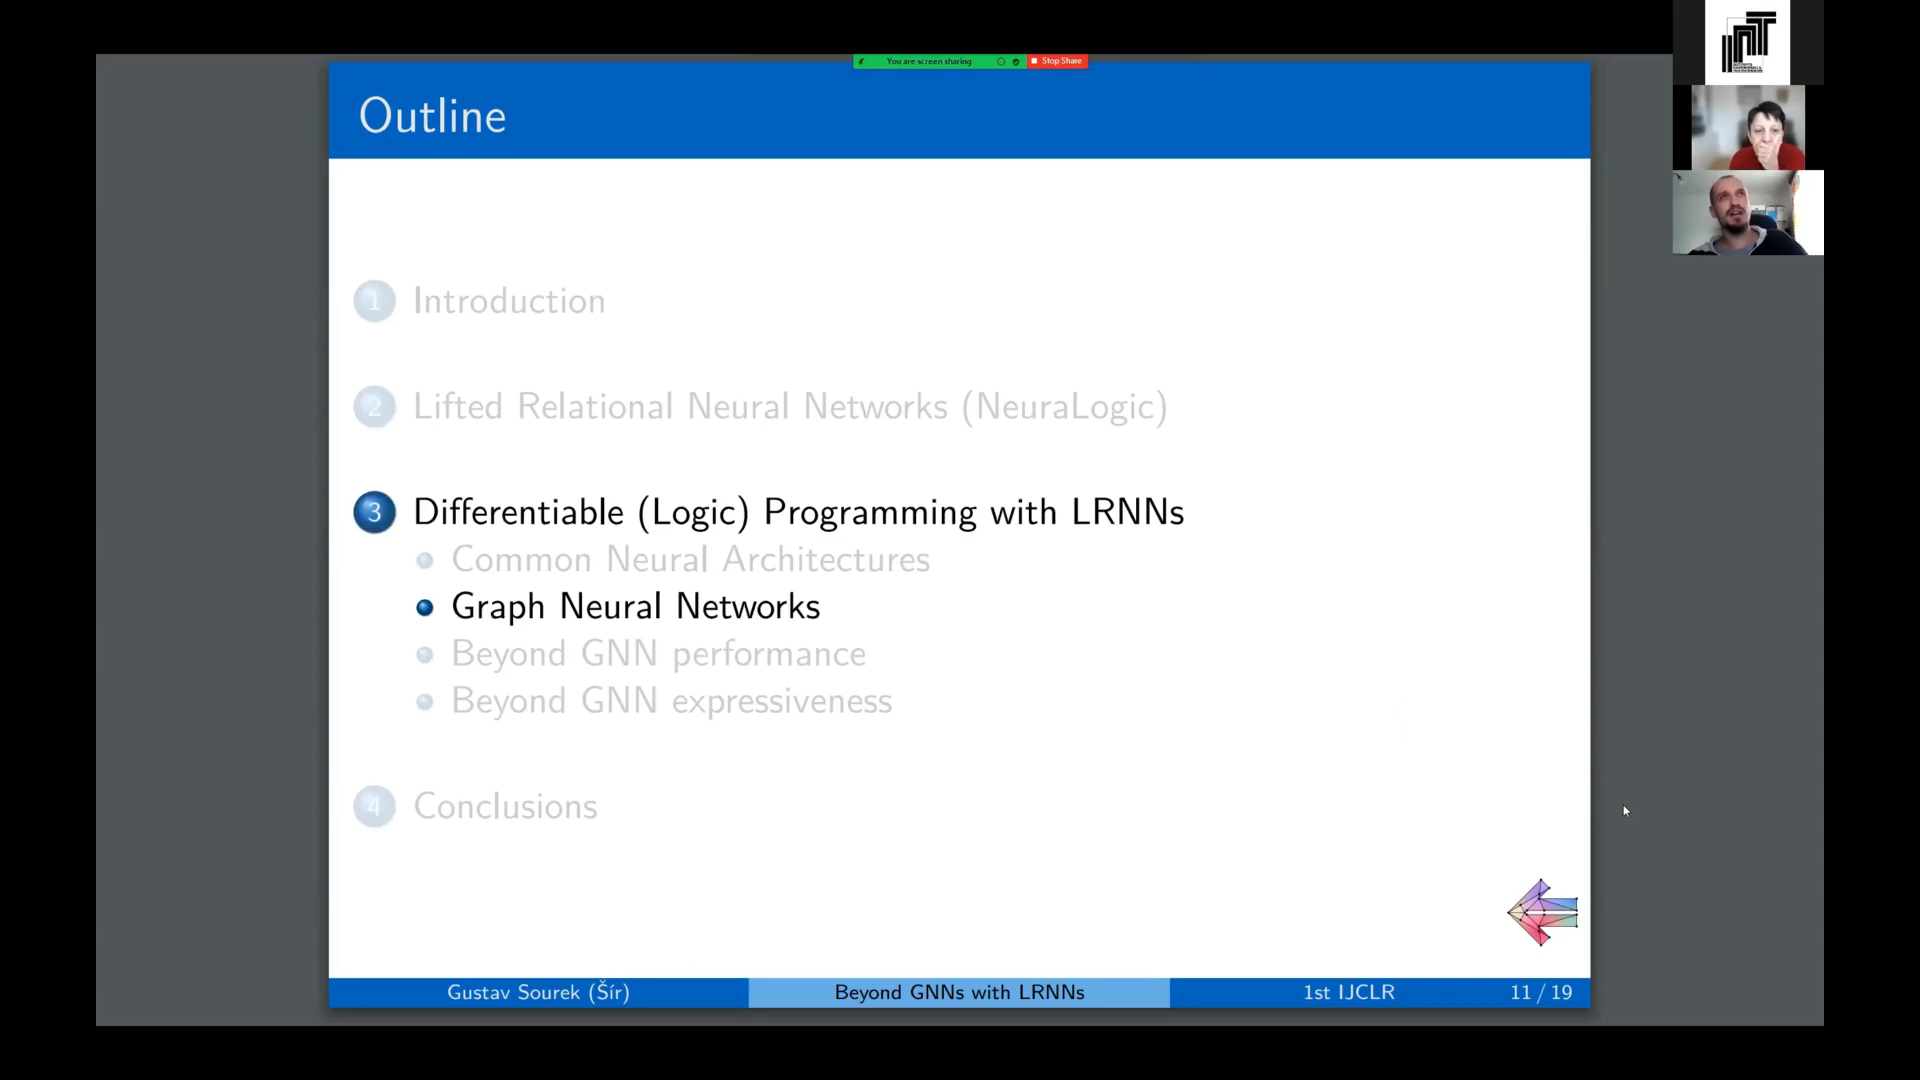 You are screen sharing
Stop Share
Outline
1 Introduction
2 Lifted Relational Neural Networks (NeuraLogic)
3 Differentiable (Logic) Programming with LRNNs
Common Neural Architectures
Graph Neural Networks
Beyond GNN performance
Beyond GNN expressiveness
4 Conclusions
Gustav Sourek (Šír)
Beyond GNNs with LRNNs
1st IJCLR
11 / 19